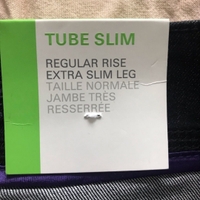 TUBE SLIM
REGULAR RISE
EXTRA SLIM LEG
TAILLE NORMALE
JAMBE TRÈS
RESSERRÉE